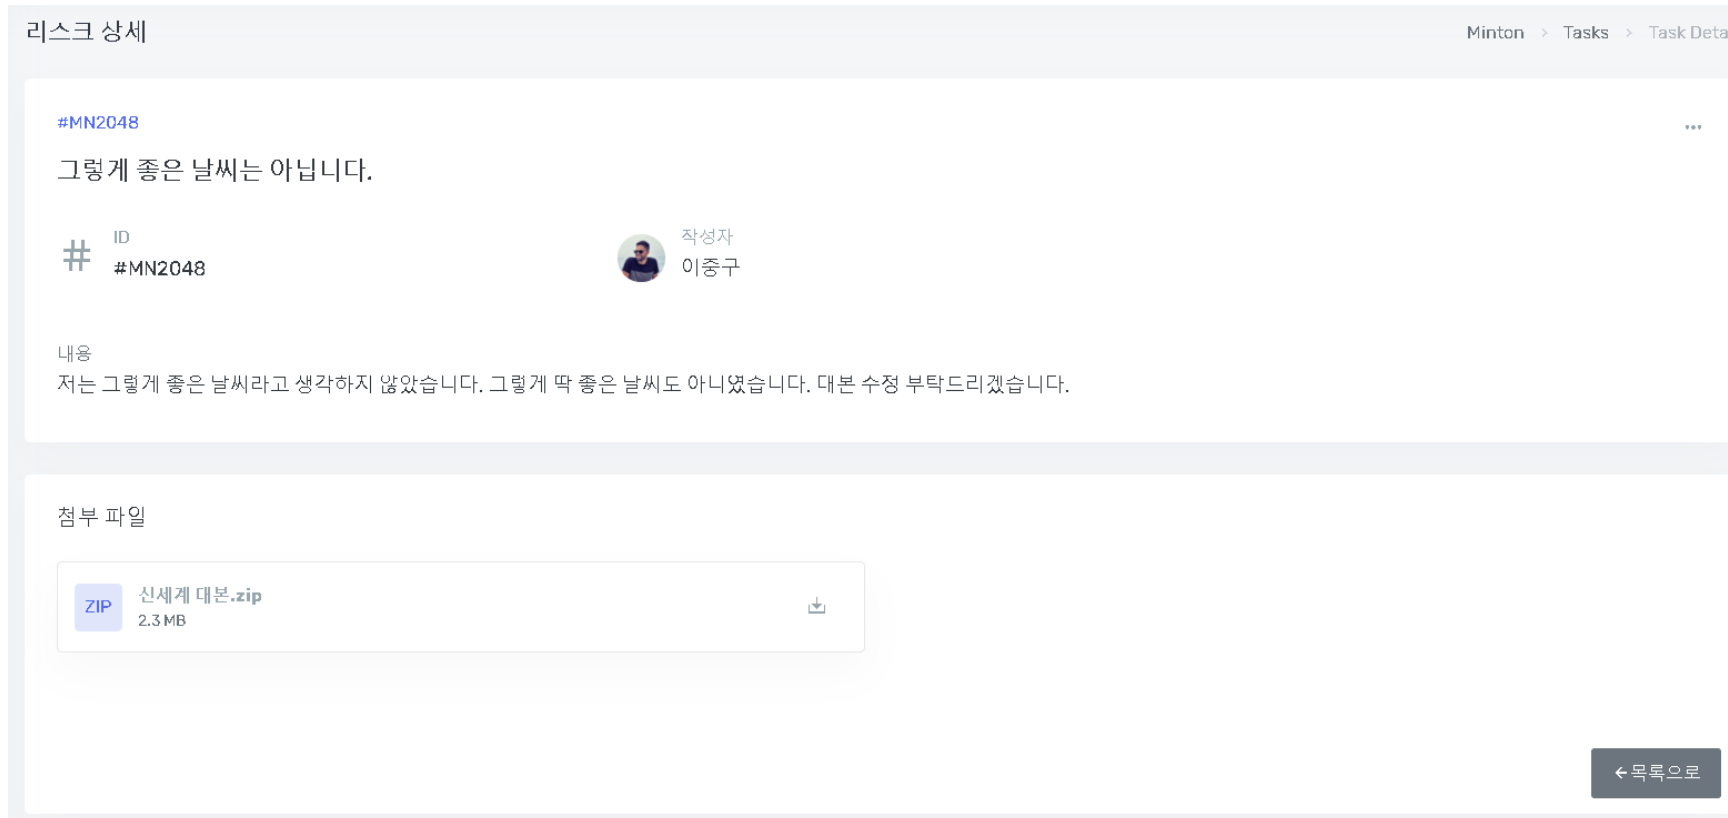 리스크 상세
Minton > Tasks > Task Deta
#MN2048
그렇게 좋은 날씨는 아닙니다.
ID
#MN2048
작성자
이중구
내용
저는 그렇게 좋은 날씨라고 생각하지 않았습니다. 그렇게 딱 좋은 날씨도 아니였습니다. 대본 수정 부탁드리겠습니다.
첨부 파일
ZIP
신세계 대본.zip
2.3 MB
←목록으로